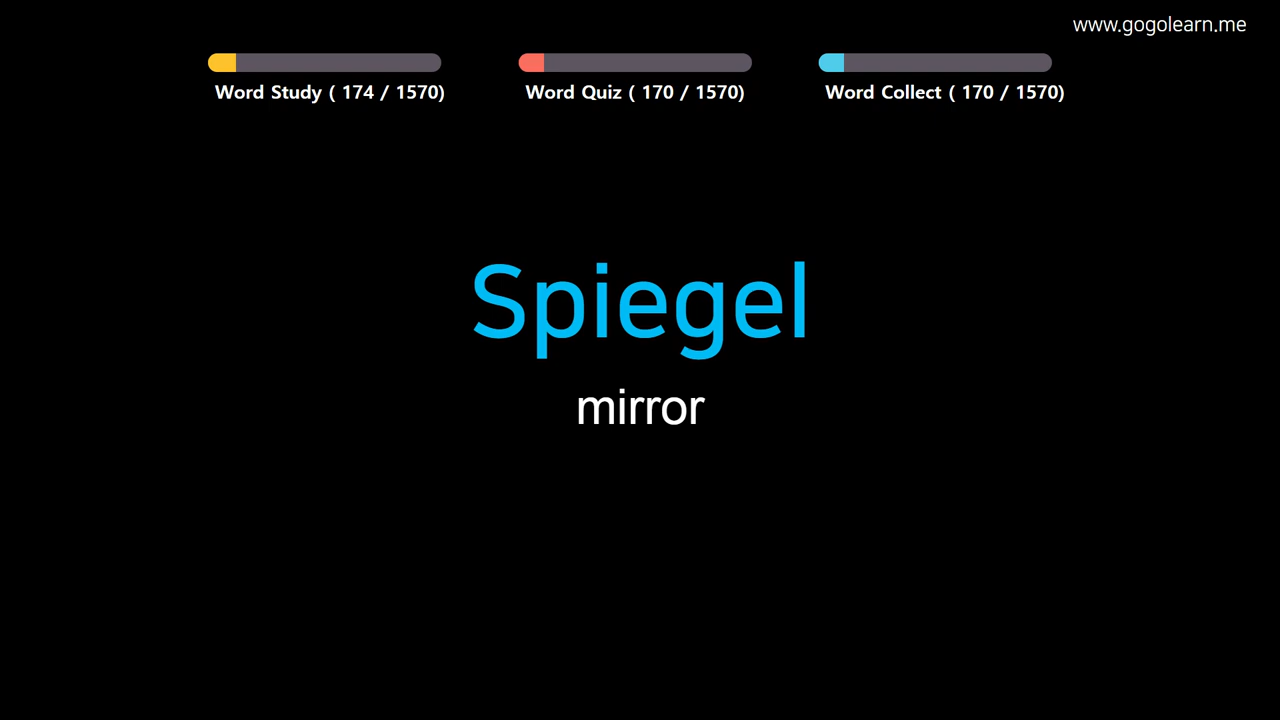 www.gogolearn.me
Word Study ( 174 / 1570)
Word Quiz ( 170 / 1570)
Word Collect ( 170 / 1570)
Spiegel
mirror